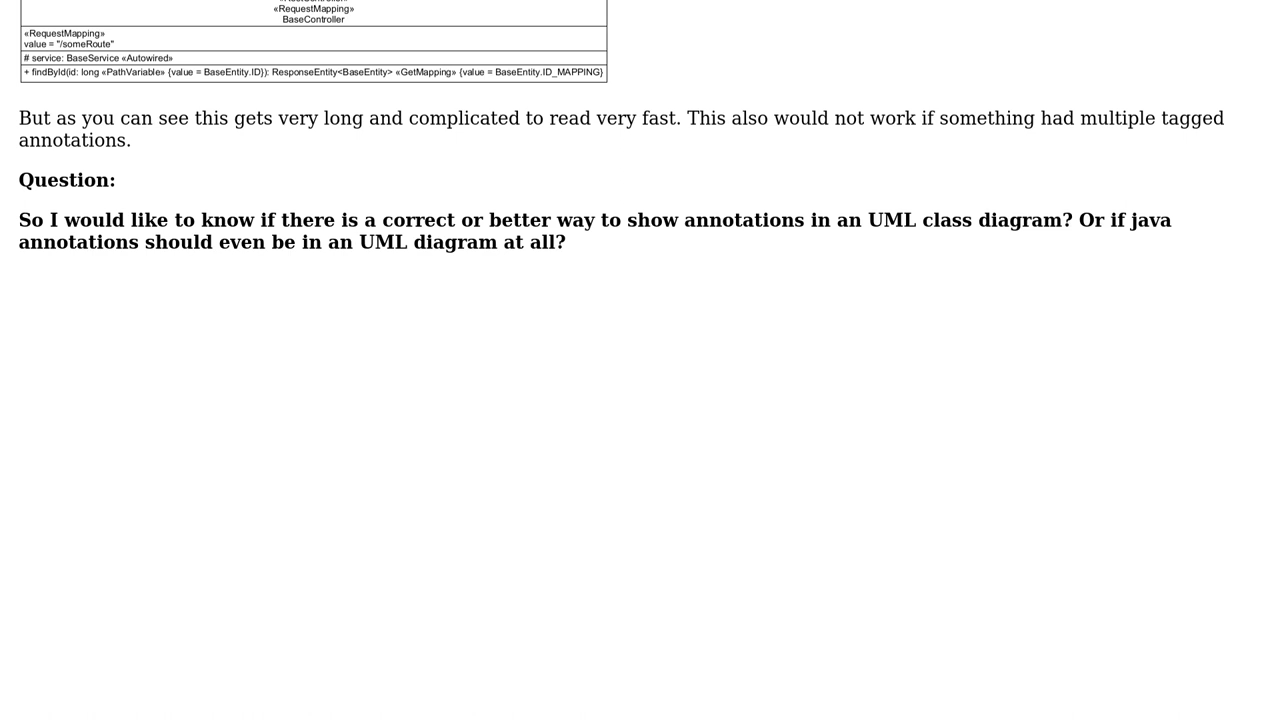 «RequestMapping»
BaseController
«RequestMapping»
value = "/someRoute"
# service: BaseService «Autowired»
+ findById(id: long «PathVariable» {value = BaseEntity.ID}): ResponseEntity<BaseEntity> «GetMapping» {value = BaseEntity.ID_MAPPING}
But as you can see this gets very long and complicated to read very fast. This also would not work if something had multiple tagged
annotations.
Question:
So I would like to know if there is a correct or better way to show annotations in an UML class diagram? Or if java
annotations should even be in an UML diagram at all?